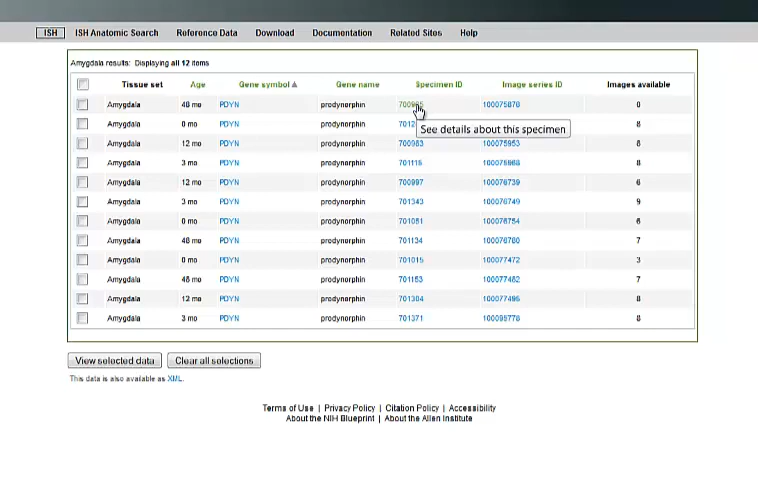 ISH ISH Anatomic Search Reference Data Download Documentation Related Sites Help
Amygdala results: Displaying all 12 items
Tissue set Age Gene symbol ▲ Gene name Specimen ID Image series ID Images available
Amygdala 48 mo PDYN prodynorphin 100075878
Amygdala 0 mo PDYN prodynorphin 8
See details about this specimen
Amygdala 12 mo PDYN prodynorphin 700983 100075953 8
Amygdala 3 mo PDYN prodynorphin 701115 100075968 8
Amygdala 12 mo PDYN prodynorphin 700997 100076739 6
Amygdala 3 mo PDYN prodynorphin 701343 100076749 9
Amygdala 0 mo PDYN prodynorphin 701051 100076754 6
Amygdala 48 mo PDYN prodynorphin 701134 100076760 7
Amygdala 0 mo PDYN prodynorphin 701015 100077472 3
Amygdala 48 mo PDYN prodynorphin 701153 100077482 7
Amygdala 12 mo PDYN prodynorphin 701304 100077496 8
Amygdala 3 mo PDYN prodynorphin 701371 100095778 8
View selected data Clear all selections
This data is also available as XML.
Terms of Use | Privacy Policy | Citation Policy | Accessibility
About the NIH Blueprint | About the Allen Institute